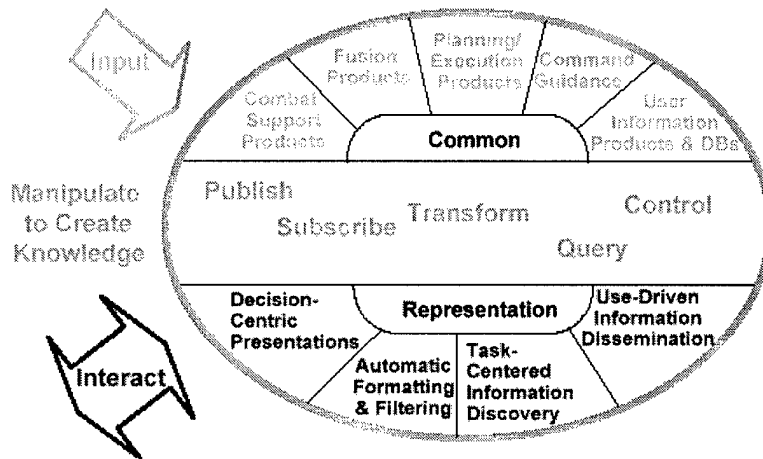 Input
Combat
Support
Products
Fusion
Products
Planning/
Execution
Products
Command
Guidance
User
Information
Products & DBs
Common
Manipulate
to Create
Knowledge
Publish
Subscribe
Transform
Query
Control
Interact
Decision-
Centric
Presentations
Representation
Automatic
Formatting
& Filtering
Task-
Centered
Information
Discovery
Use-Driven
Information
Dissemination